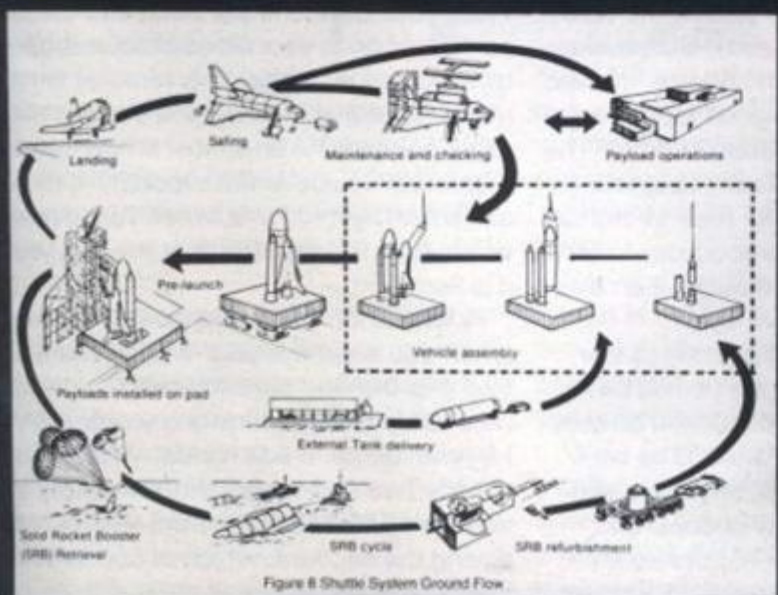 Landing
Safing
Maintenance and checking
Payload operations
Pre-launch
Vehicle assembly
Payloads installed on pad
External Tank delivery
Solid Rocket Booster
(SRB) Retrieval
SRB cycle
SRB refurbishment
Figure 8 Shuttle System Ground Flow